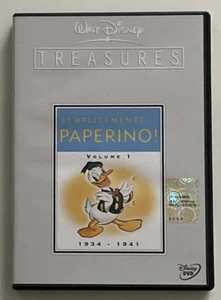 WALT DISNEY
TREASURES
SEMPLICEMENTE
PAPERINO!
VOLUME 1
1934 - 1941
Disney
DVD